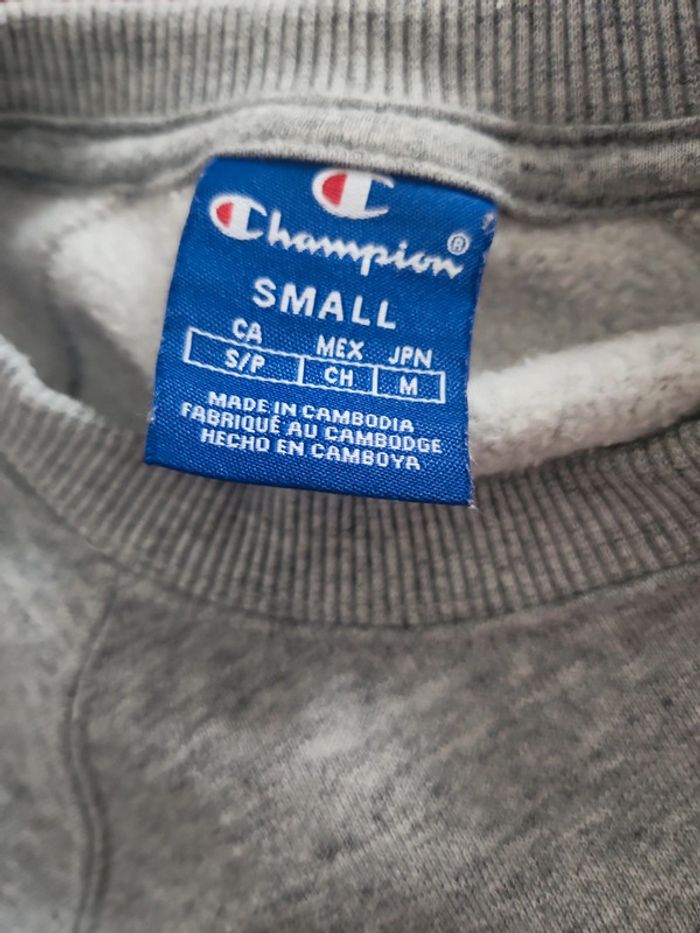 Champion®
SMALL
CA MEX JPN
S/P CH M
MADE IN CAMBODIA
FABRIQUÉ AU CAMBODGE
HECHO EN CAMBOYA